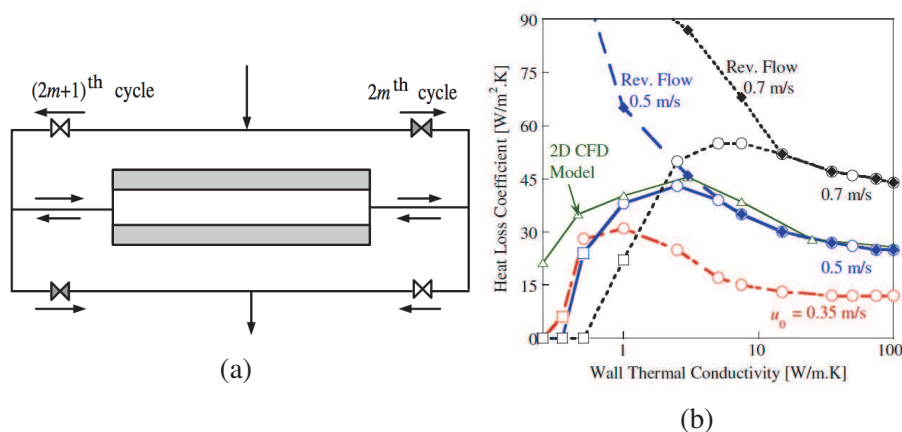 (2m+1)th cycle
2mth cycle
(a)
Heat Loss Coefficient [W/m².K]
90
75
60
45
30
15
0
Rev. Flow
0.5 m/s
Rev. Flow
0.7 m/s
2D CFD
Model
0.7 m/s
0.5 m/s
u₀ = 0.35 m/s
1
10
100
Wall Thermal Conductivity [W/m.K]
(b)